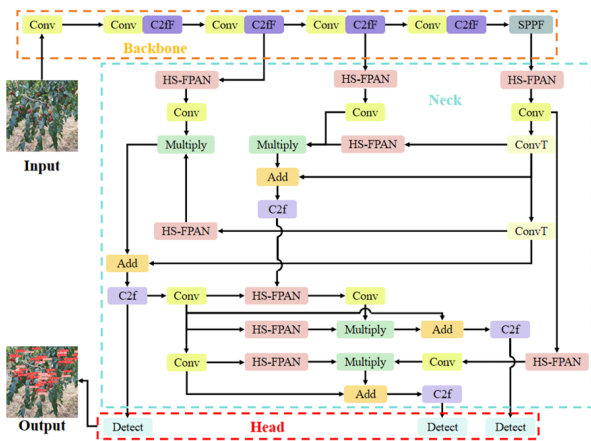 Conv Conv C2fF Conv C2fF Conv C2fF Conv C2fF SPPF
Backbone
HS-FPAN HS-FPAN HS-FPAN
Neck
Conv Conv Conv
Multiply Multiply HS-FPAN ConvT
Input
Add
C2f
HS-FPAN ConvT
Add
C2f Conv HS-FPAN Conv
HS-FPAN Multiply Add C2f
Conv HS-FPAN Multiply Conv HS-FPAN
Add C2f
Output
Detect Head Detect Detect